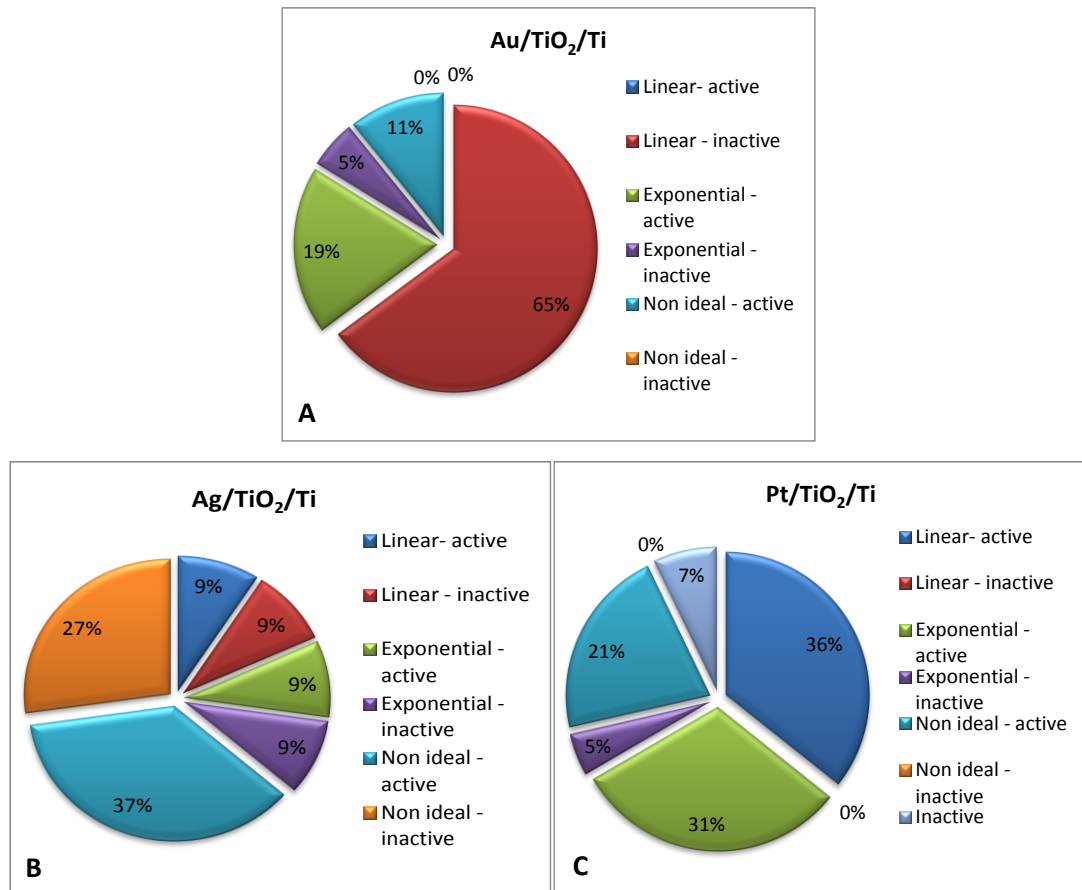 Au/TiO₂/Ti
0% 0%
11%
5%
19%
65%
Linear- active
Linear - inactive
Exponential -
active
Exponential -
inactive
Non ideal - active
Non ideal -
inactive
A
Ag/TiO₂/Ti
9%
9%
9%
9%
37%
27%
Linear- active
Linear - inactive
Exponential -
active
Exponential -
inactive
Non ideal -
active
Non ideal -
inactive
B
Pt/TiO₂/Ti
0%
7%
36%
21%
5%
31%
0%
Linear- active
Linear - inactive
Exponential -
active
Exponential -
inactive
Non ideal - active
Non ideal -
inactive
Inactive
C